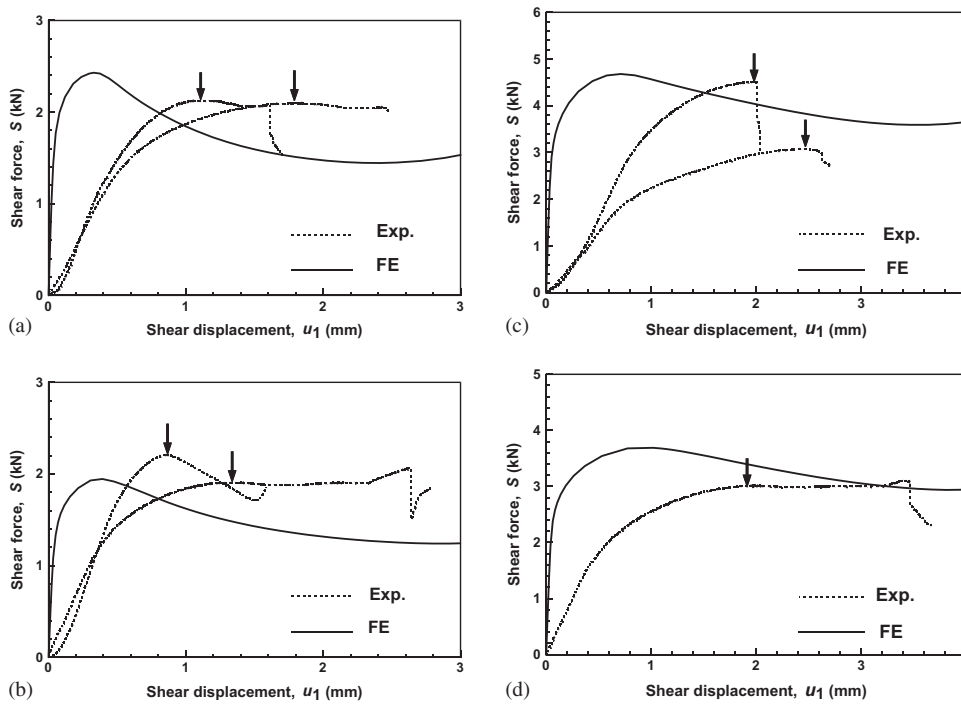 3
2
1
0
Shear force, S (kN)
Exp.
FE
0 1 2 3
(a) Shear displacement, u1 (mm)
6
5
4
3
2
1
0
Shear force, S (kN)
Exp.
FE
0 1 2 3
(c) Shear displacement, u1 (mm)
3
2
1
0
Shear force, S (kN)
Exp.
FE
0 1 2 3
(b) Shear displacement, u1 (mm)
5
4
3
2
1
0
Shear force, S (kN)
Exp.
FE
0 1 2 3
(d) Shear displacement, u1 (mm)